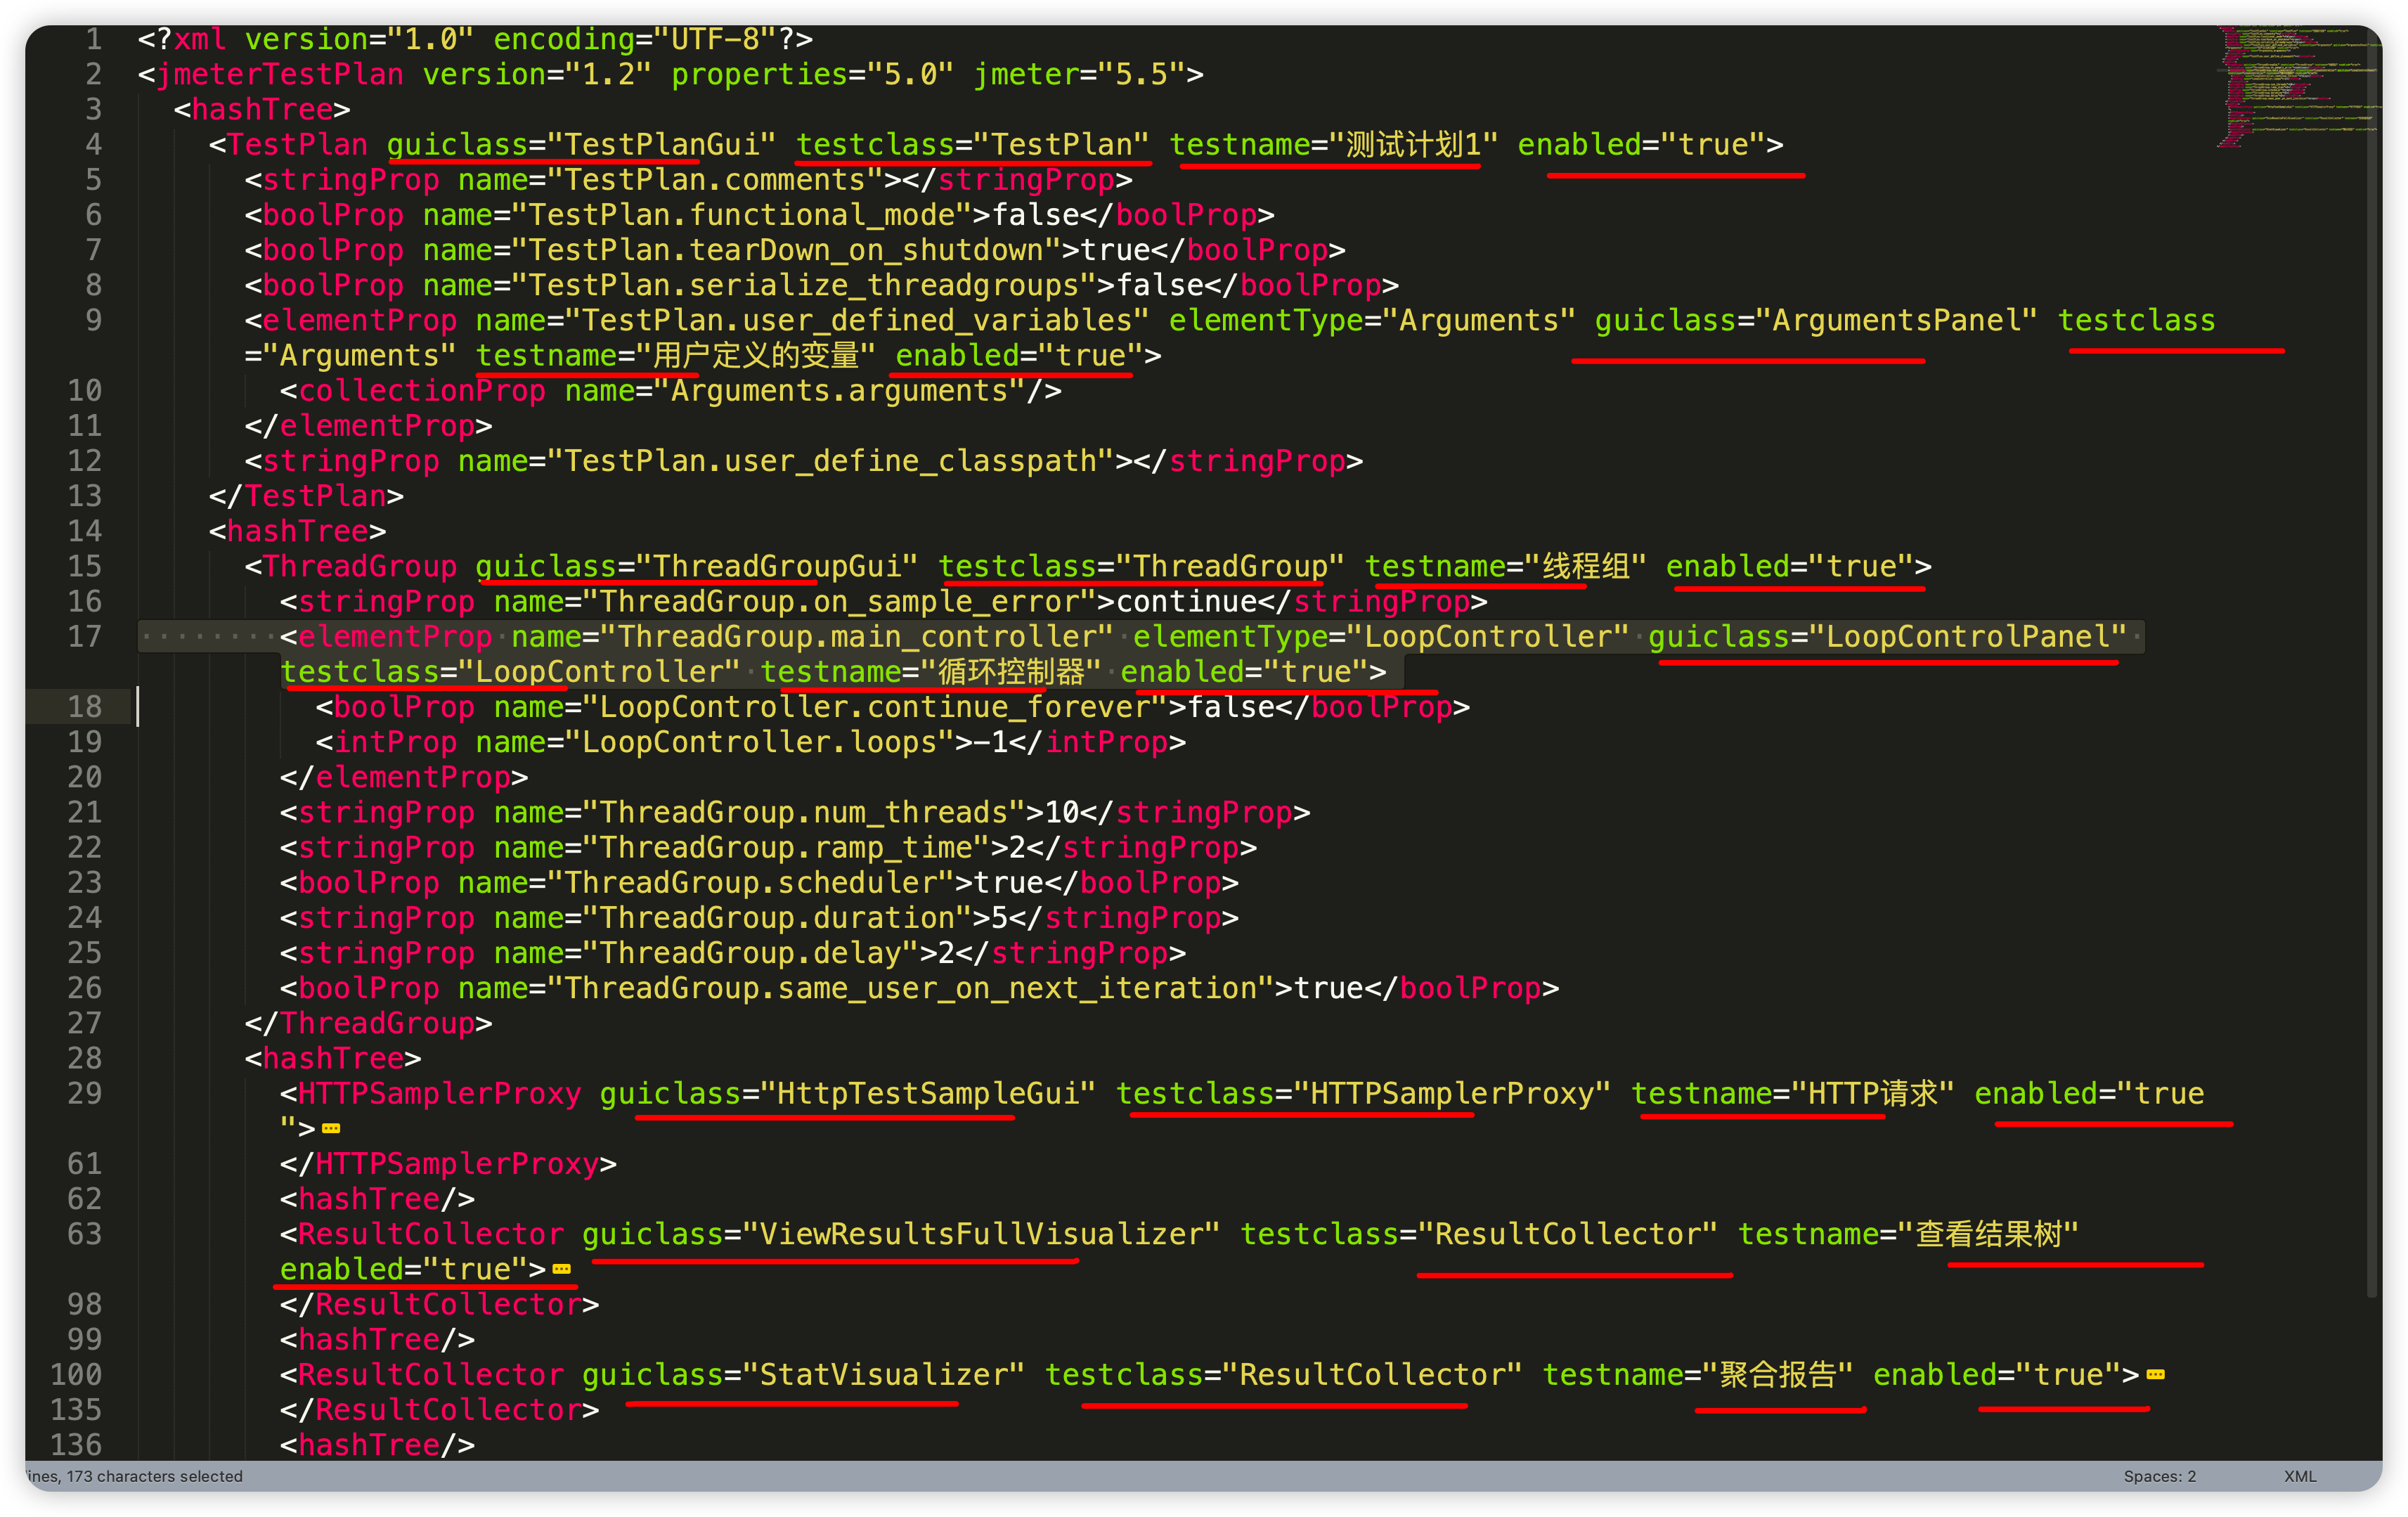 1 <?xml version="1.0" encoding="UTF-8"?>
2 <jmeterTestPlan version="1.2" properties="5.0" jmeter="5.5">
3 <hashTree>
4 <TestPlan guiclass="TestPlanGui" testclass="TestPlan" testname="测试计划1" enabled="true">
5 <stringProp name="TestPlan.comments"></stringProp>
6 <boolProp name="TestPlan.functional_mode">false</boolProp>
7 <boolProp name="TestPlan.tearDown_on_shutdown">true</boolProp>
8 <boolProp name="TestPlan.serialize_threadgroups">false</boolProp>
9 <elementProp name="TestPlan.user_defined_variables" elementType="Arguments" guiclass="ArgumentsPanel" testclass
="Arguments" testname="用户定义的变量" enabled="true">
10 <collectionProp name="Arguments.arguments"/>
11 </elementProp>
12 <stringProp name="TestPlan.user_define_classpath"></stringProp>
13 </TestPlan>
14 <hashTree>
15 <ThreadGroup guiclass="ThreadGroupGui" testclass="ThreadGroup" testname="线程组" enabled="true">
16 <stringProp name="ThreadGroup.on_sample_error">continue</stringProp>
17 <elementProp name="ThreadGroup.main_controller" elementType="LoopController" guiclass="LoopControlPanel"
testclass="LoopController" testname="循环控制器" enabled="true">
18 <boolProp name="LoopController.continue_forever">false</boolProp>
19 <intProp name="LoopController.loops">-1</intProp>
20 </elementProp>
21 <stringProp name="ThreadGroup.num_threads">10</stringProp>
22 <stringProp name="ThreadGroup.ramp_time">2</stringProp>
23 <boolProp name="ThreadGroup.scheduler">true</boolProp>
24 <stringProp name="ThreadGroup.duration">5</stringProp>
25 <stringProp name="ThreadGroup.delay">2</stringProp>
26 <boolProp name="ThreadGroup.same_user_on_next_iteration">true</boolProp>
27 </ThreadGroup>
28 <hashTree>
29 <HTTPSamplerProxy guiclass="HttpTestSampleGui" testclass="HTTPSamplerProxy" testname="HTTP请求" enabled="true
">
61 </HTTPSamplerProxy>
62 <hashTree/>
63 <ResultCollector guiclass="ViewResultsFullVisualizer" testclass="ResultCollector" testname="查看结果树"
enabled="true">
98 </ResultCollector>
99 <hashTree/>
100 <ResultCollector guiclass="StatVisualizer" testclass="ResultCollector" testname="聚合报告" enabled="true">
135 </ResultCollector>
136 <hashTree/>
ines, 173 characters selected Spaces: 2 XML